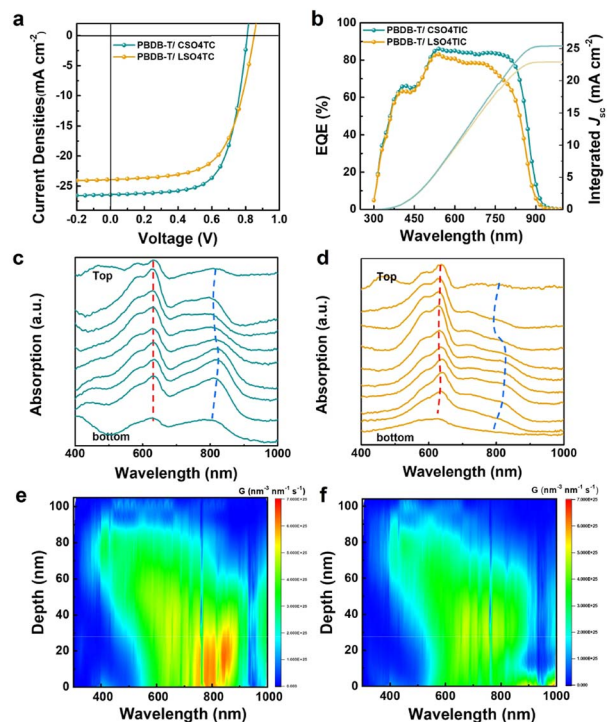 a
PBDB-T/ CSO4TC
PBDB-T/ LSO4TC
0
-5
-10
-15
-20
-25
-30
-0.2 0.0 0.2 0.4 0.6 0.8 1.0
Current Densities(mA cm-2)
Voltage (V)
b
PBDB-T/ CSO4TIC
PBDB-T/ LSO4TIC
100
80
60
40
20
0
30
25
20
15
10
5
0
300 450 600 750 900
EQE (%)
Integrated Jsc (mA cm-2)
Wavelength (nm)
c
Top
bottom
400 500 600 700 800 900 1000
Absorption (a.u.)
Wavelength (nm)
d
Top
bottom
400 500 600 700 800 900 1000
Absorption (a.u.)
Wavelength (nm)
e
G (nm-3 nm-1 s-1)
100
80
60
40
20
0
400 600 800 1000
Depth (nm)
Wavelength (nm)
f
G (nm-3 nm-1 s-1)
100
80
60
40
20
0
400 600 800 1000
Depth (nm)
Wavelength (nm)